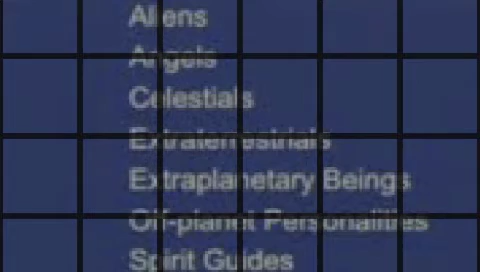 Aliens
Angels
Celestials
Extraterrestrials
Extraplanetary Beings
Off-planet Personalities
Spirit Guides